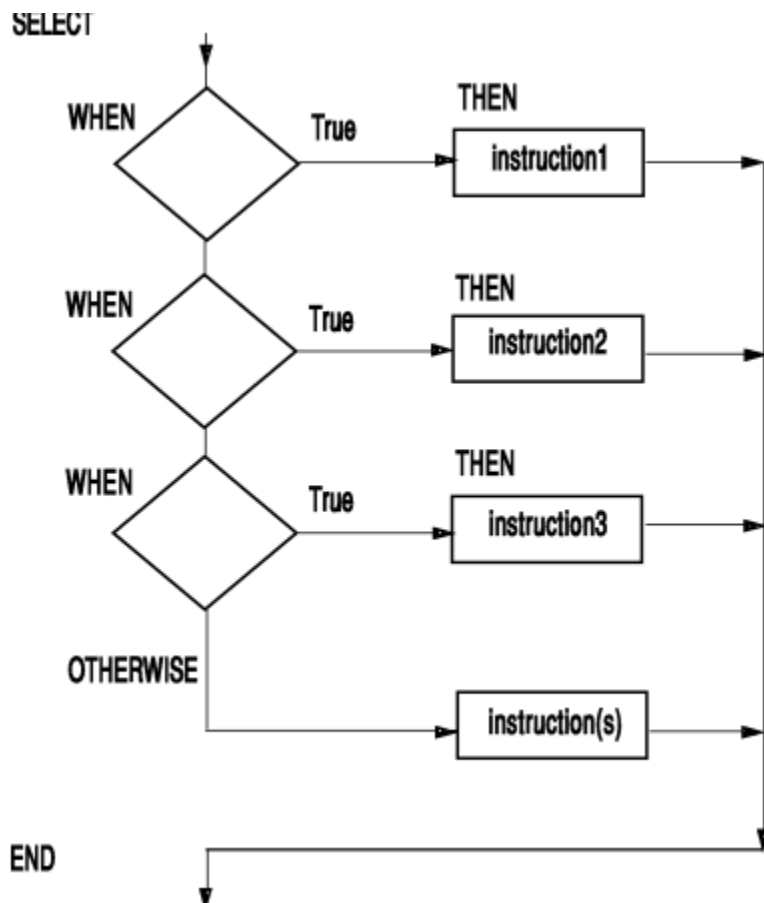 SELECT
WHEN
True
THEN
instruction1
WHEN
True
THEN
instruction2
WHEN
True
THEN
instruction3
OTHERWISE
instruction(s)
END